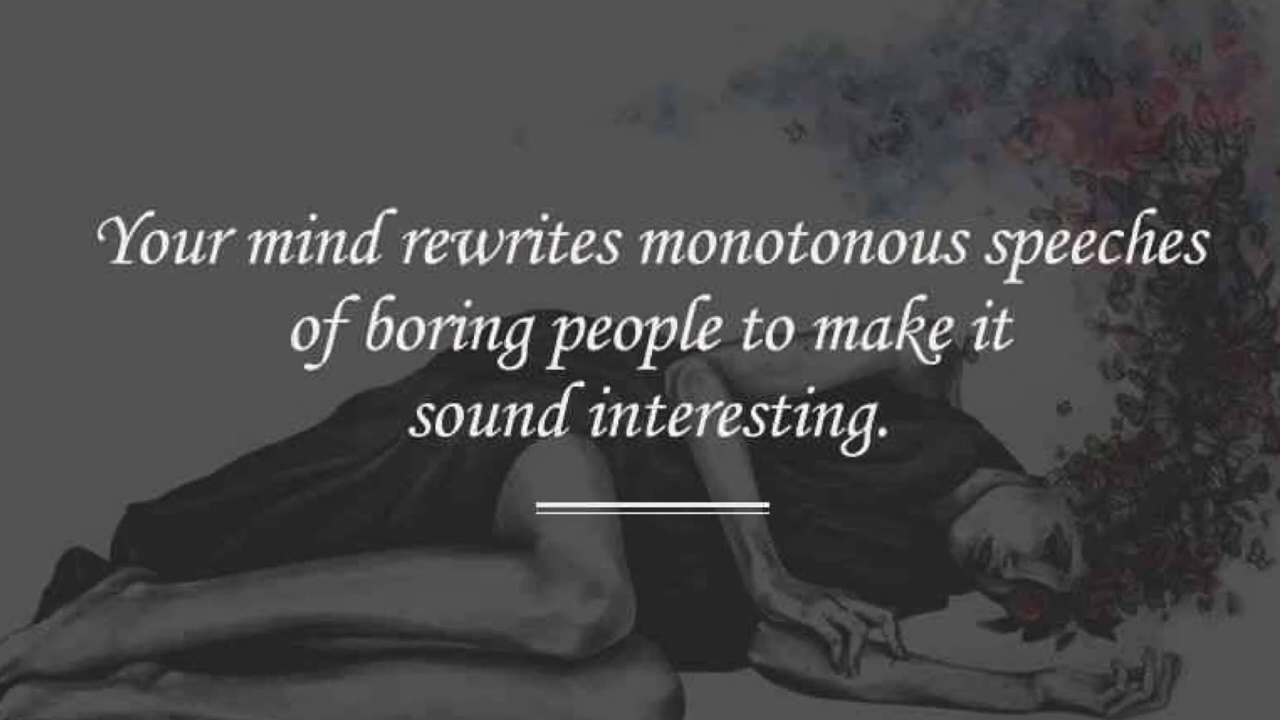 Your mind rewrites monotonous speeches
of boring people to make it
sound interesting.